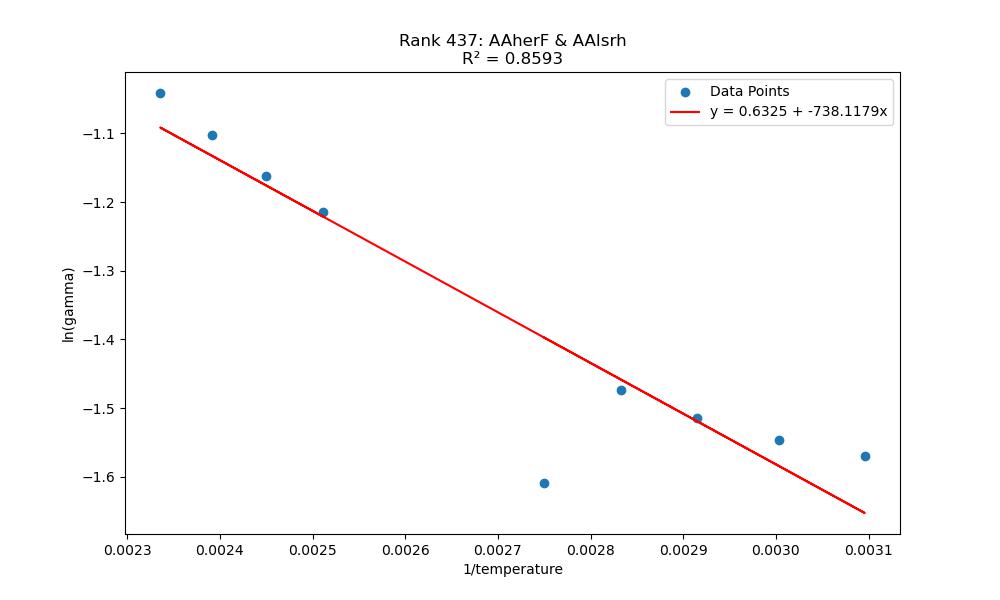 Rank 437: AAherF & AAlsrh
R² = 0.8593
Data Points
y = 0.6325 + -738.1179x
ln(gamma)
−1.1
−1.2
−1.3
−1.4
−1.5
−1.6
0.0023 0.0024 0.0025 0.0026 0.0027 0.0028 0.0029 0.0030 0.0031
1/temperature